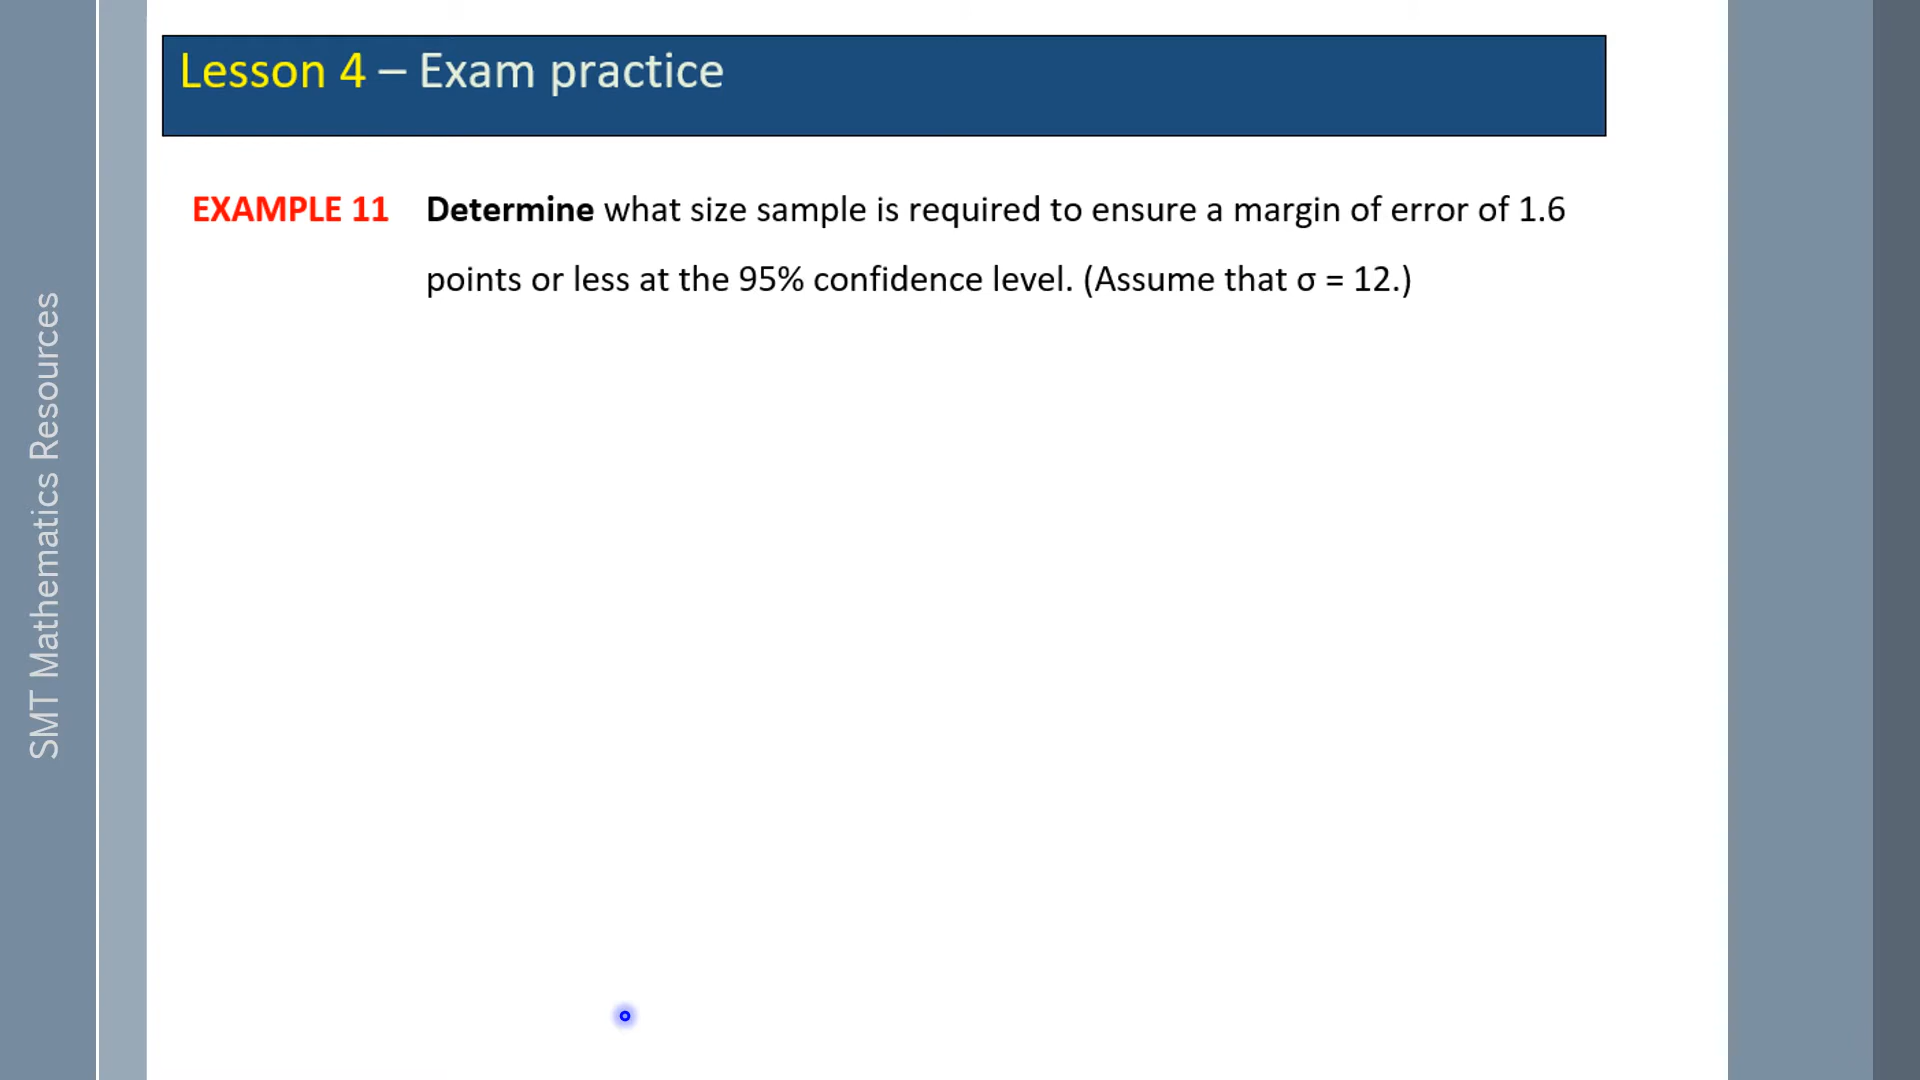 Lesson 4 – Exam practice
EXAMPLE 11 Determine what size sample is required to ensure a margin of error of 1.6
points or less at the 95% confidence level. (Assume that σ = 12.)
SMT Mathematics Resources